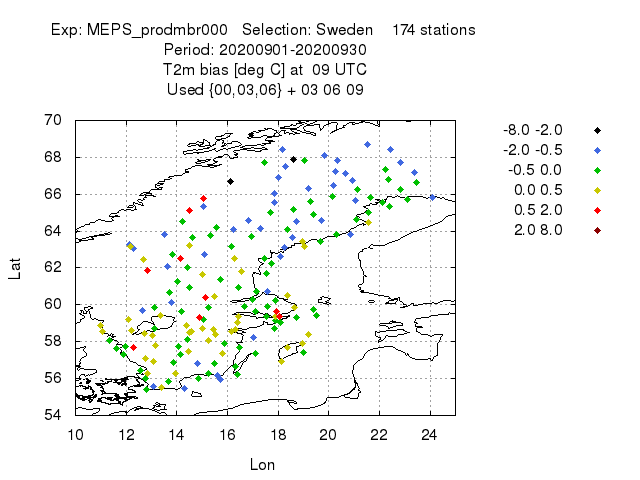 Exp: MEPS_prodmbr000 Selection: Sweden 174 stations
Period: 20200901-20200930
T2m bias [deg C] at 09 UTC
Used {00,03,06} + 03 06 09
-8.0 -2.0
-2.0 -0.5
-0.5 0.0
0.0 0.5
0.5 2.0
2.0 8.0
70
68
66
64
62
60
58
56
54
Lat
10 12 14 16 18 20 22 24
Lon